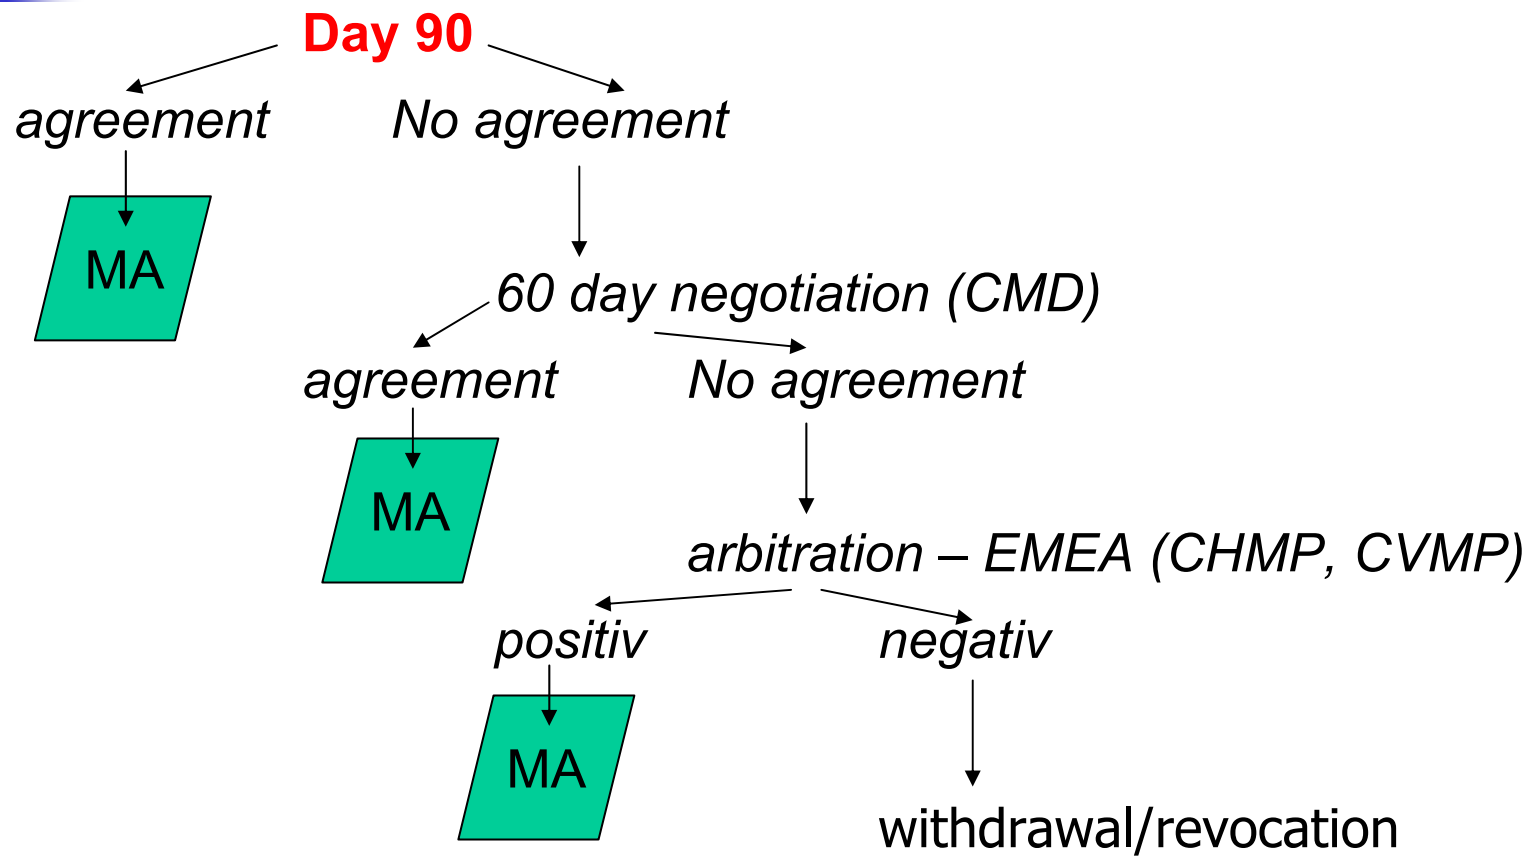 Day 90
agreement
No agreement
MA
60 day negotiation (CMD)
agreement
No agreement
MA
arbitration – EMEA (CHMP, CVMP)
positiv
negativ
MA
withdrawal/revocation